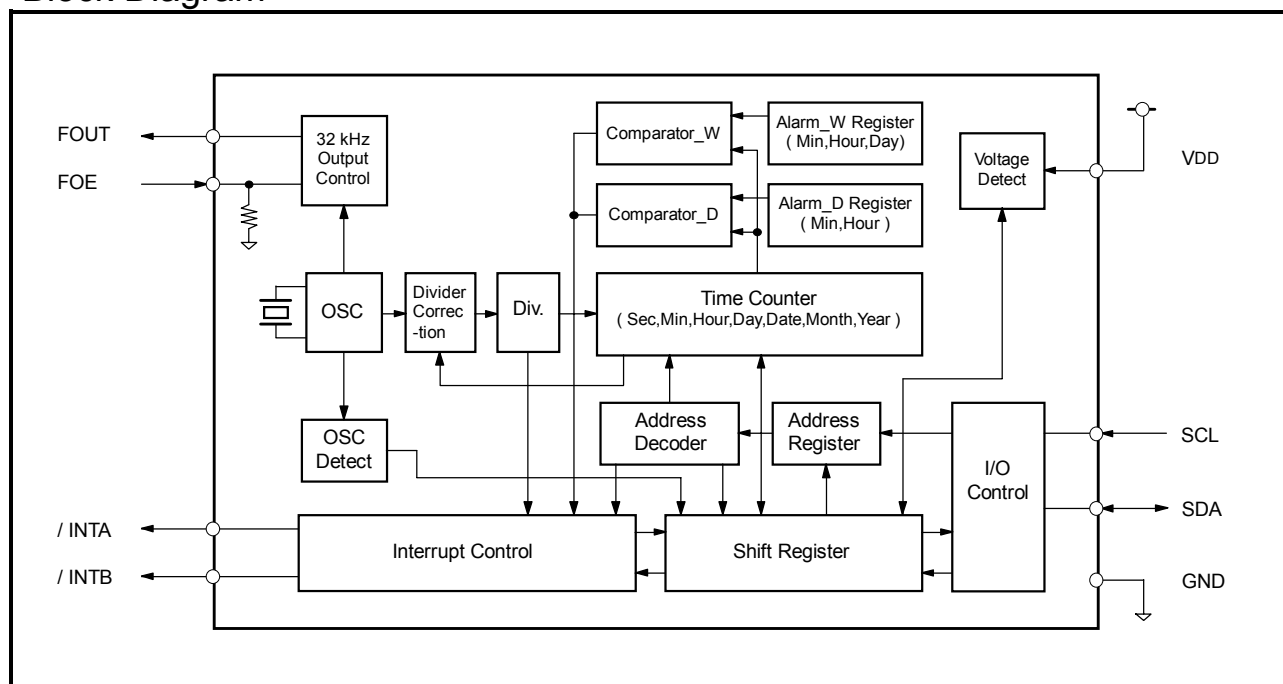 Block Diagram
FOUT
FOE
32 kHz
Output
Control
Comparator_W
Alarm_W Register
( Min,Hour,Day)
Voltage
Detect
VDD
Comparator_D
Alarm_D Register
( Min,Hour )
OSC
Divider
Correc
-tion
Div.
Time Counter
( Sec,Min,Hour,Day,Date,Month,Year )
OSC
Detect
Address
Decoder
Address
Register
I/O
Control
SCL
SDA
/ INTA
/ INTB
Interrupt Control
Shift Register
GND